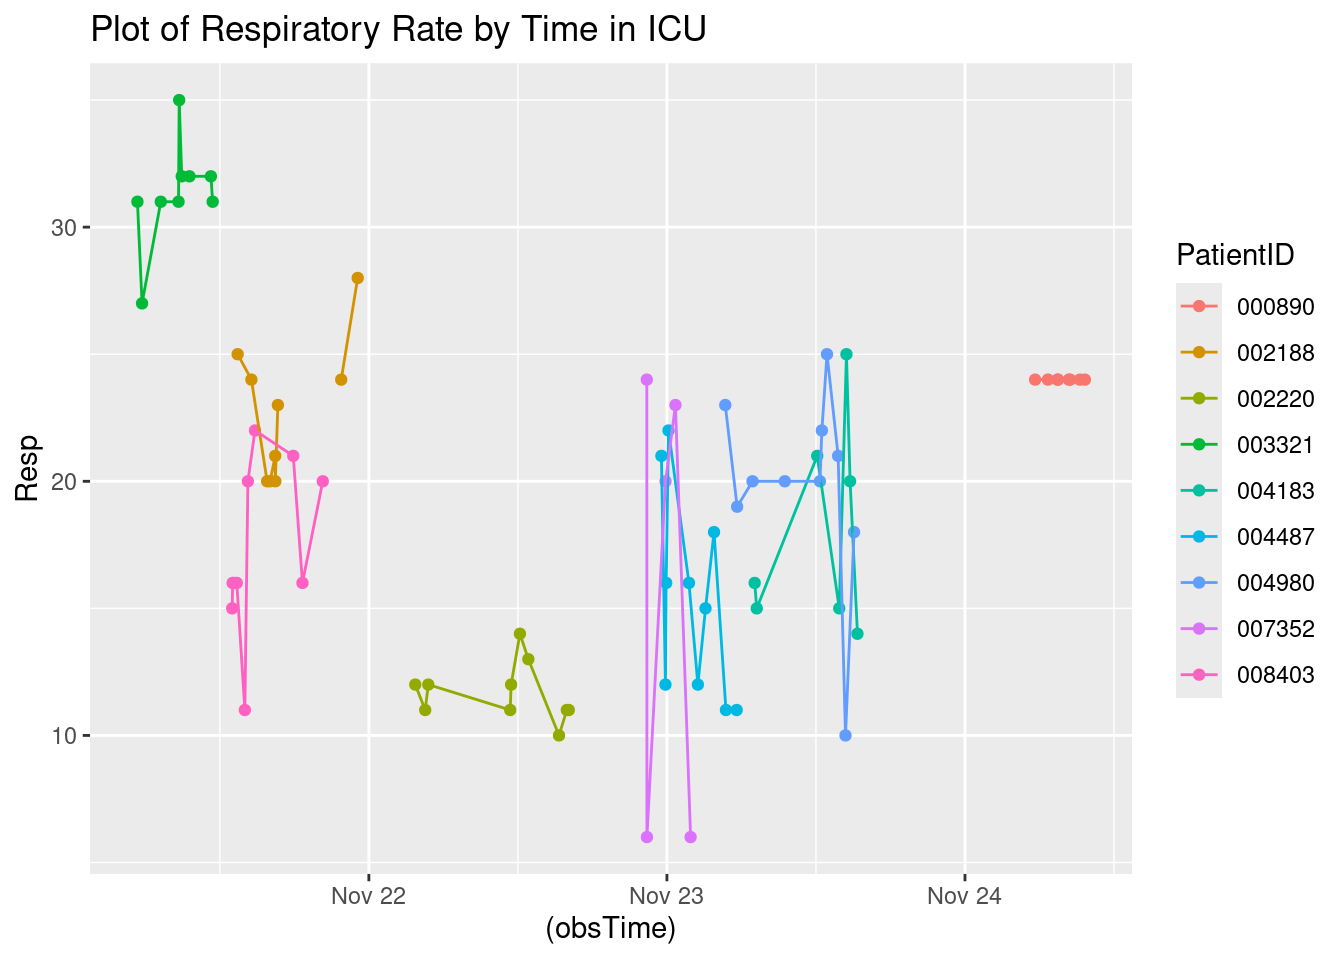 Plot of Respiratory Rate by Time in ICU
30
20
10
Resp
Nov 22
Nov 23
Nov 24
(obsTime)
PatientID
000890
002188
002220
003321
004183
004487
004980
007352
008403